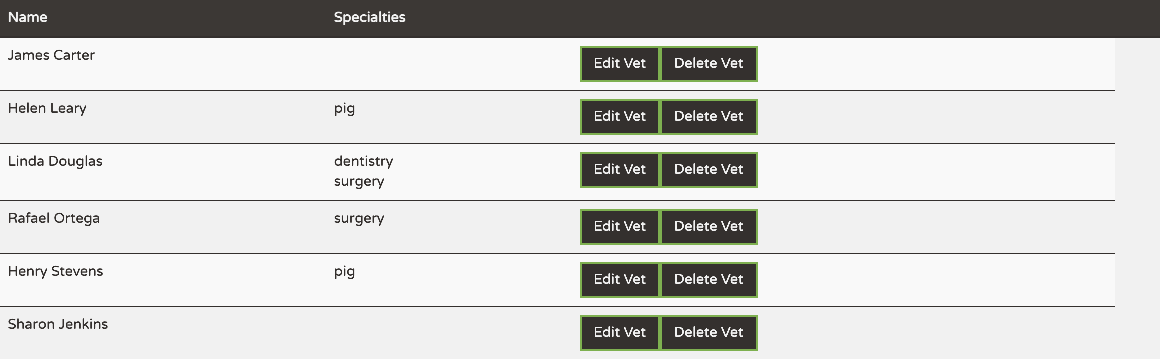 Name Specialties
James Carter Edit Vet Delete Vet
Helen Leary pig Edit Vet Delete Vet
Linda Douglas dentistry Edit Vet Delete Vet
surgery
Rafael Ortega surgery Edit Vet Delete Vet
Henry Stevens pig Edit Vet Delete Vet
Sharon Jenkins Edit Vet Delete Vet